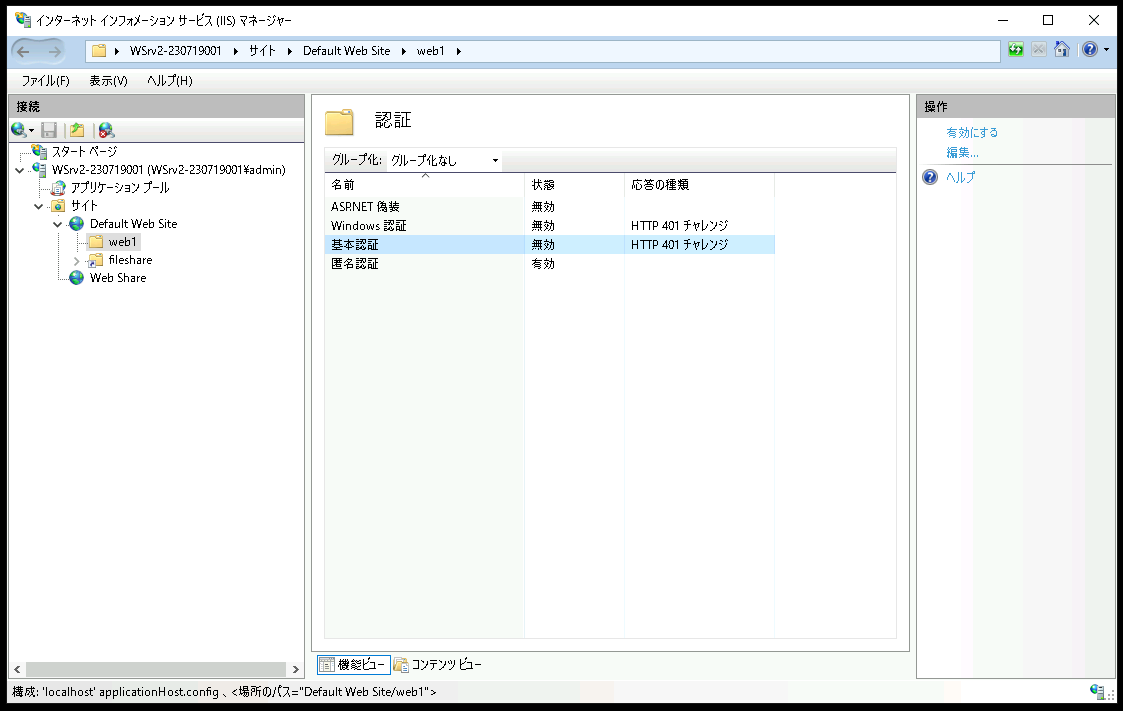 インターネット インフォメーション サービス (IIS) マネージャー
WSrv2-230719001 サイト Default Web Site web1
ファイル(F) 表示(V) ヘルプ(H)
接続
スタート ページ
WSrv2-230719001 (WSrv2-230719001¥admin)
アプリケーション プール
サイト
Default Web Site
web1
fileshare
Web Share
認証
グループ化: グループ化なし
名前 状態 応答の種類
ASP.NET 偽装 無効
Windows 認証 無効 HTTP 401 チャレンジ
基本認証 無効 HTTP 401 チャレンジ
匿名認証 有効
機能ビュー コンテンツ ビュー
操作
有効にする
編集...
ヘルプ
構成: 'localhost' applicationHost.config 、<場所のパス="Default Web Site/web1">